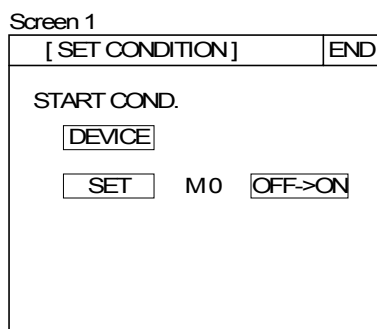 Screen 1
[ SET CONDITION ] END
START COND.
DEVICE
SET M0 OFF->ON